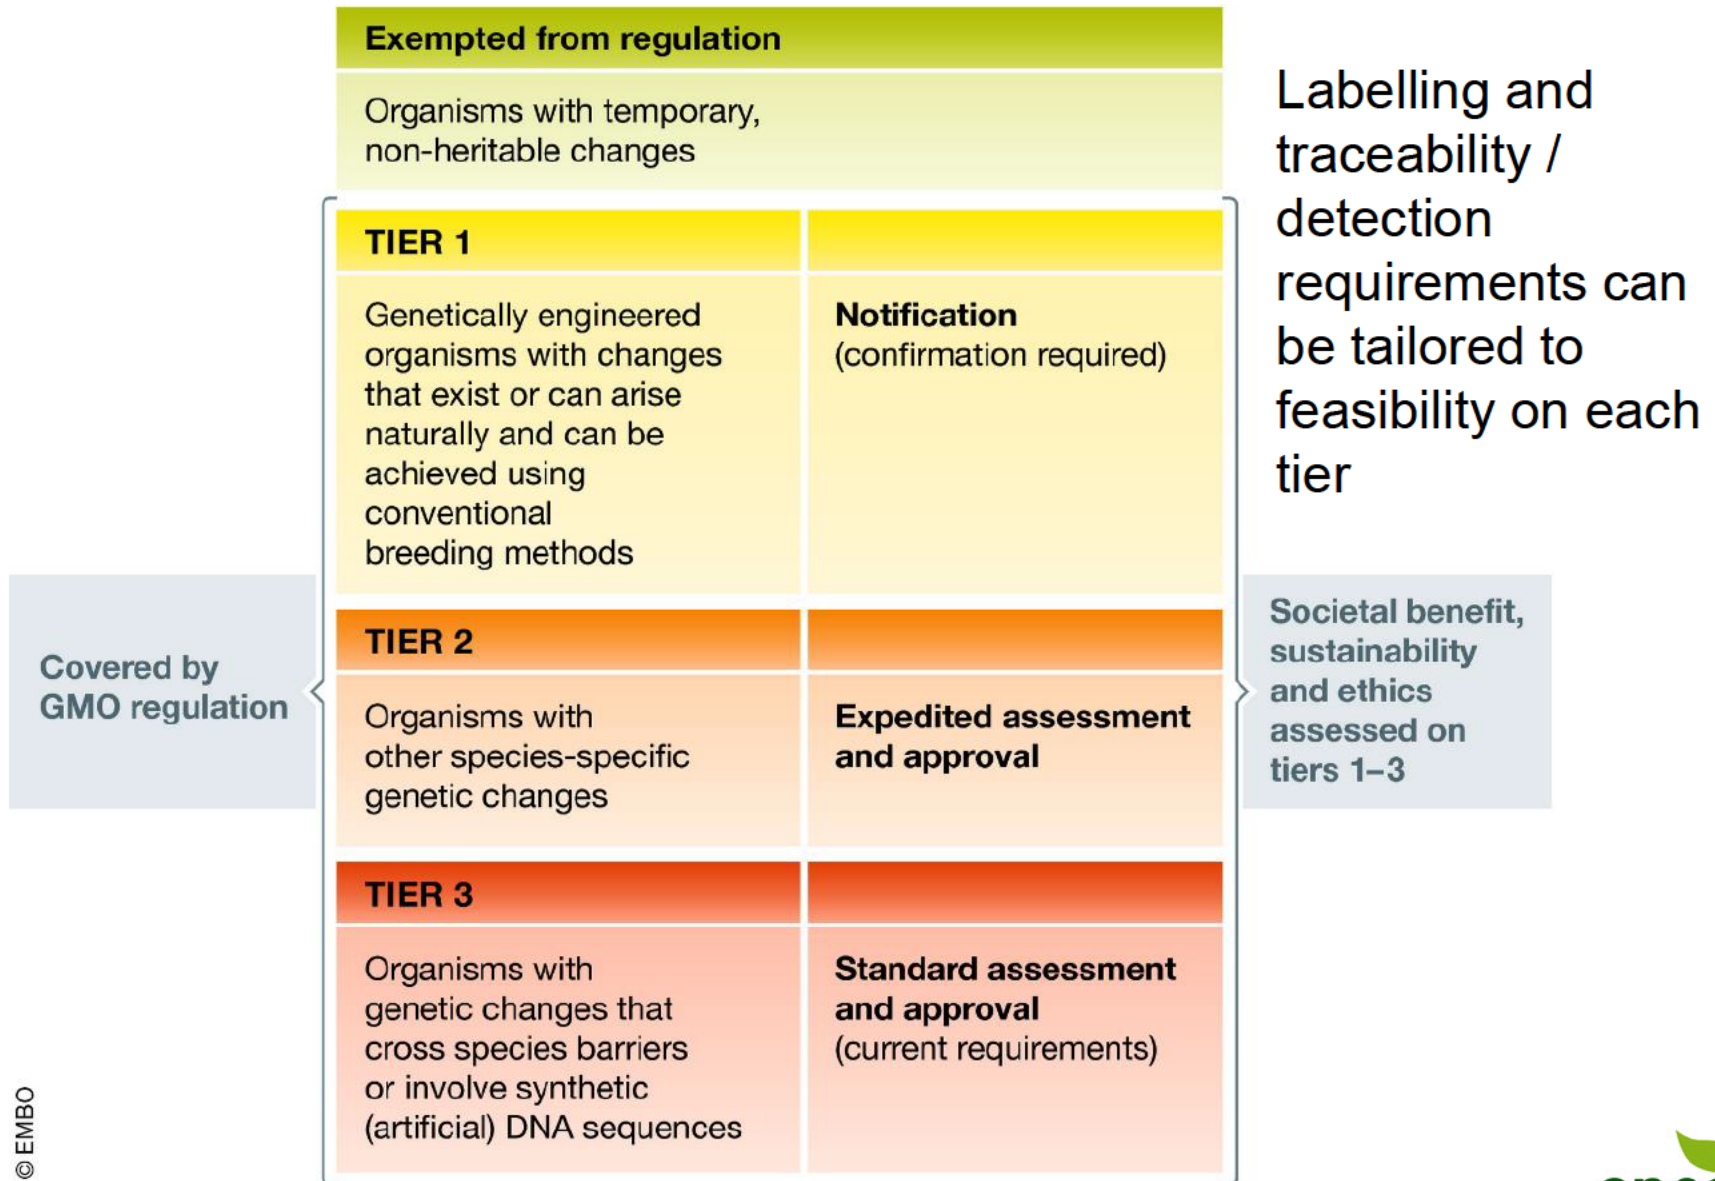 Exempted from regulation
Organisms with temporary,
non-heritable changes
Labelling and
traceability /
detection
requirements can
be tailored to
feasibility on each
tier
TIER 1
Genetically engineered
organisms with changes
that exist or can arise
naturally and can be
achieved using
conventional
breeding methods
Notification
(confirmation required)
Covered by
GMO regulation
TIER 2
Organisms with
other species-specific
genetic changes
Expedited assessment
and approval
Societal benefit,
sustainability
and ethics
assessed on
tiers 1–3
TIER 3
Organisms with
genetic changes that
cross species barriers
or involve synthetic
(artificial) DNA sequences
Standard assessment
and approval
(current requirements)
© EMBO